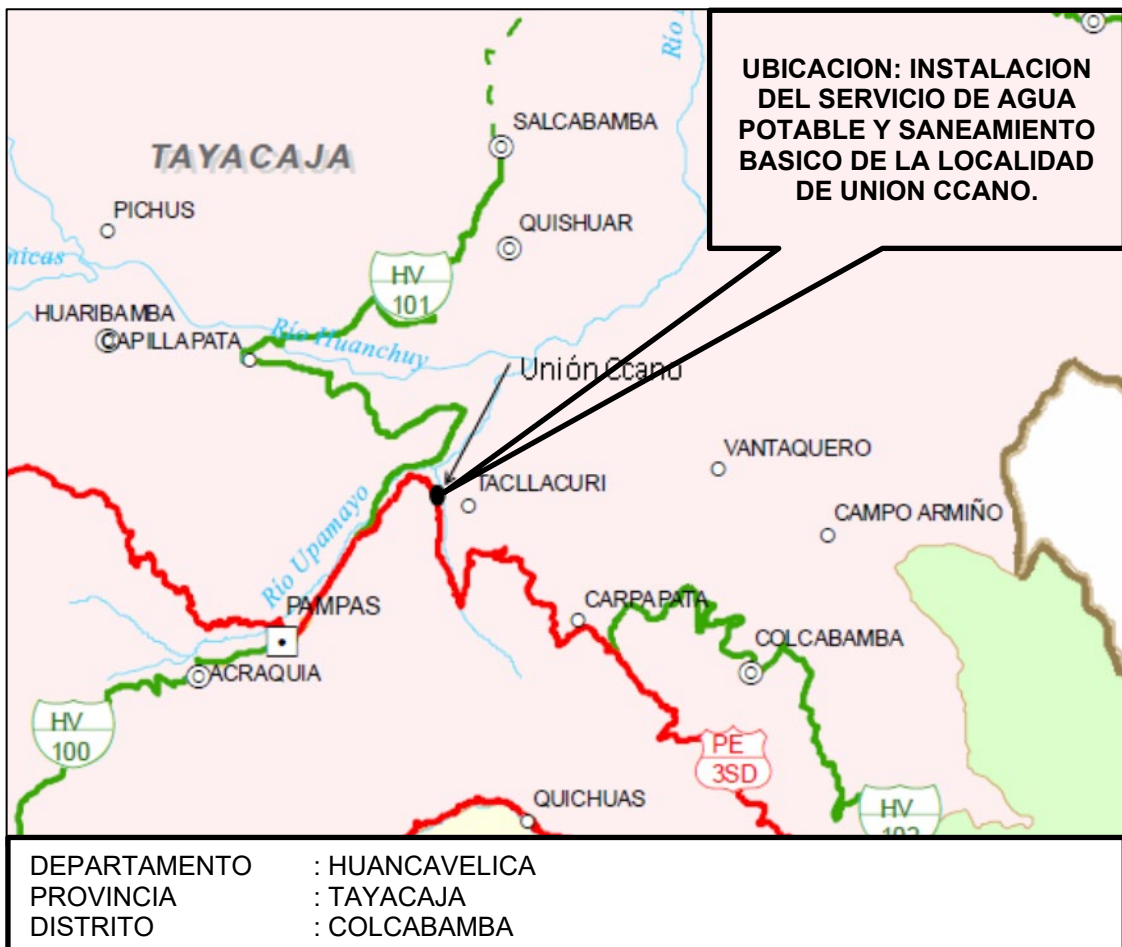 UBICACION: INSTALACION
DEL SERVICIO DE AGUA
POTABLE Y SANEAMIENTO
BASICO DE LA LOCALIDAD
DE UNION CCANO.
Río
SALCABAMBA
TAYACAJA
PICHUS
QUISHUAR
nicas
HV
101
HUARIBAMBA
CAPILLAPATA
Río Huanchuy
Unión Ccano
VANTAQUERO
TACLLACURI
CAMPO ARMIÑO
Río Upamayo
PAMPAS
CARPAPATA
COLCABAMBA
ACRAQUIA
HV
100
PE
3SD
QUICHUAS
HV
DEPARTAMENTO : HUANCAVELICA
PROVINCIA : TAYACAJA
DISTRITO : COLCABAMBA